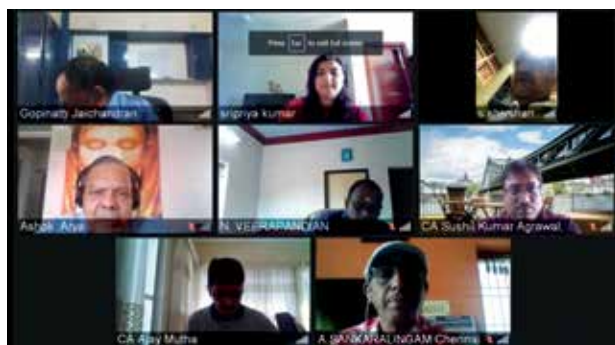 Press Esc to exit full screen
Gopinath Jaichandran
sripriya kumar
Ashok Arya
N. VEERAPANDIAN
CA Sushil Kumar Agrawal
CA Ajay Mutha
A.SANKARALINGAM Chenna